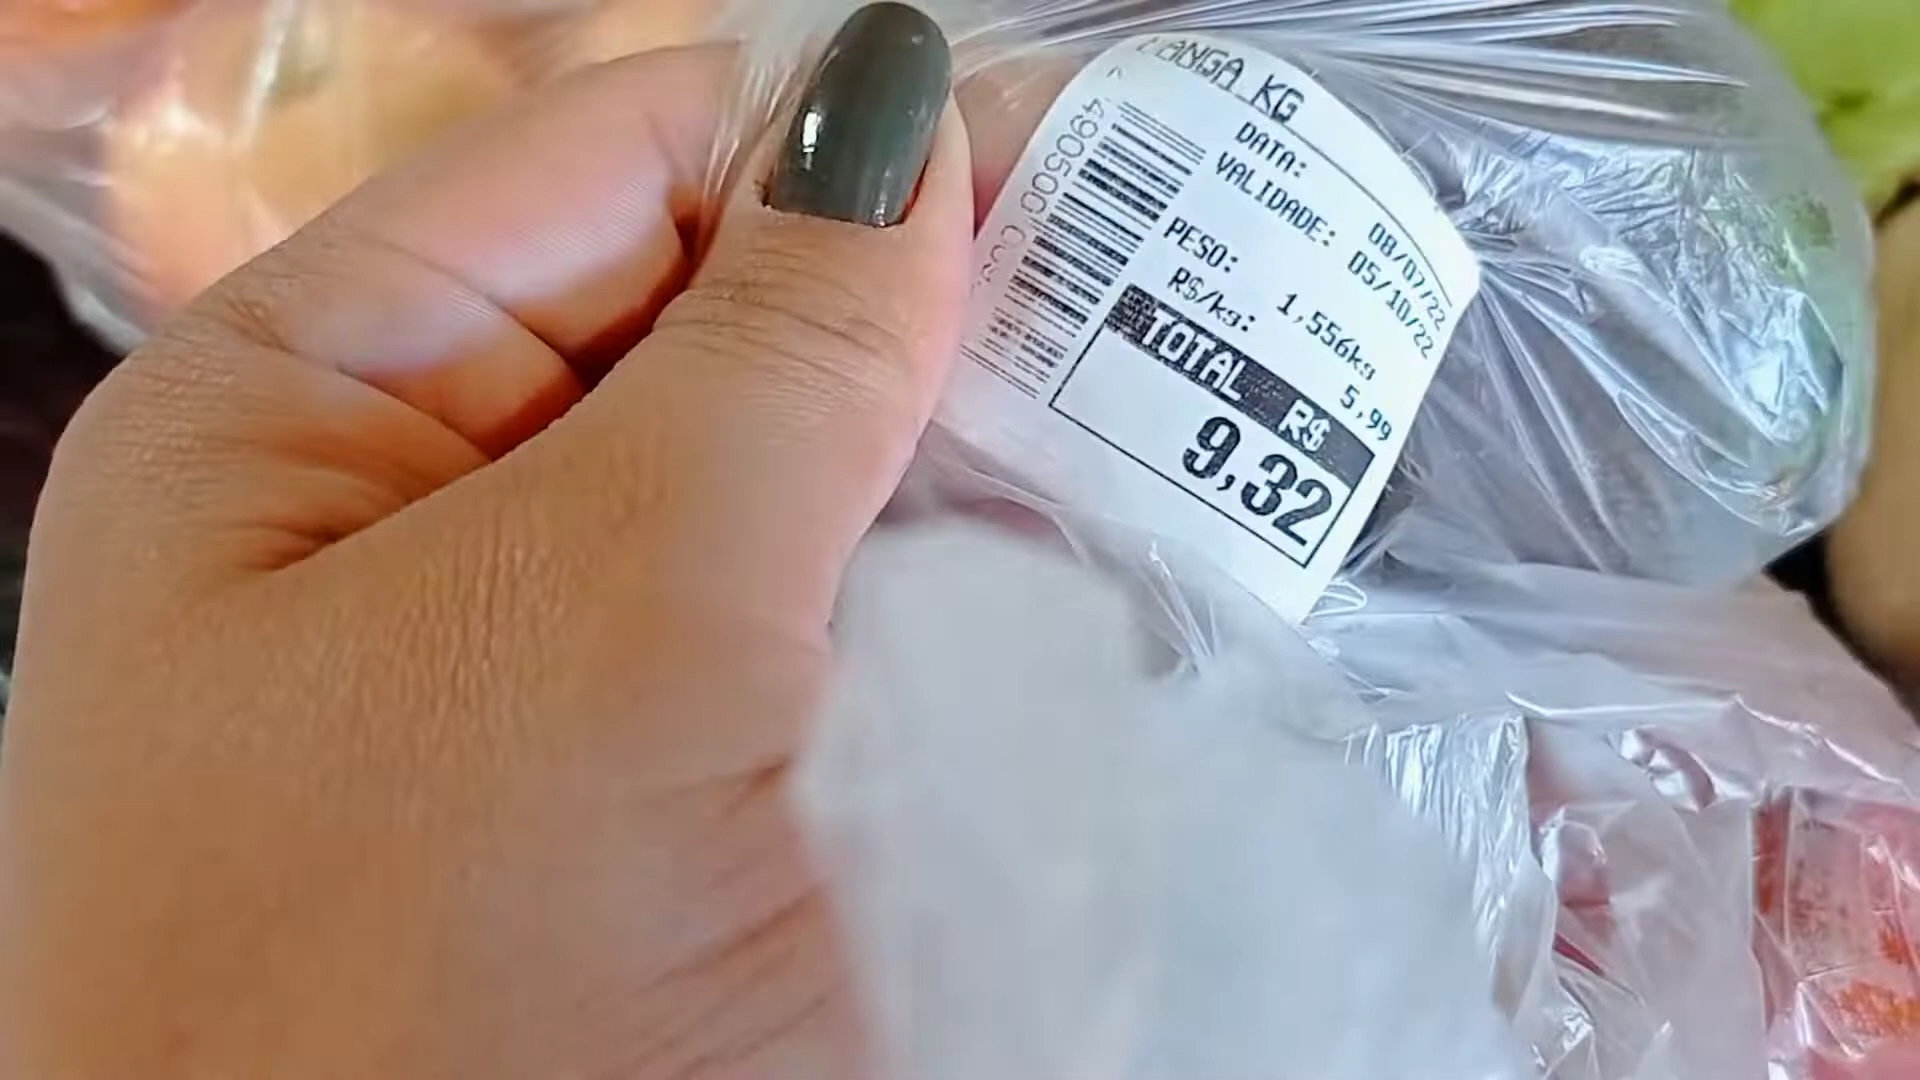 MANGA KG
DATA: 08/07/22
VALIDADE: 05/10/22
PESO: 1,556kg
R$/kg: 5,99
TOTAL R$
9,32
490500